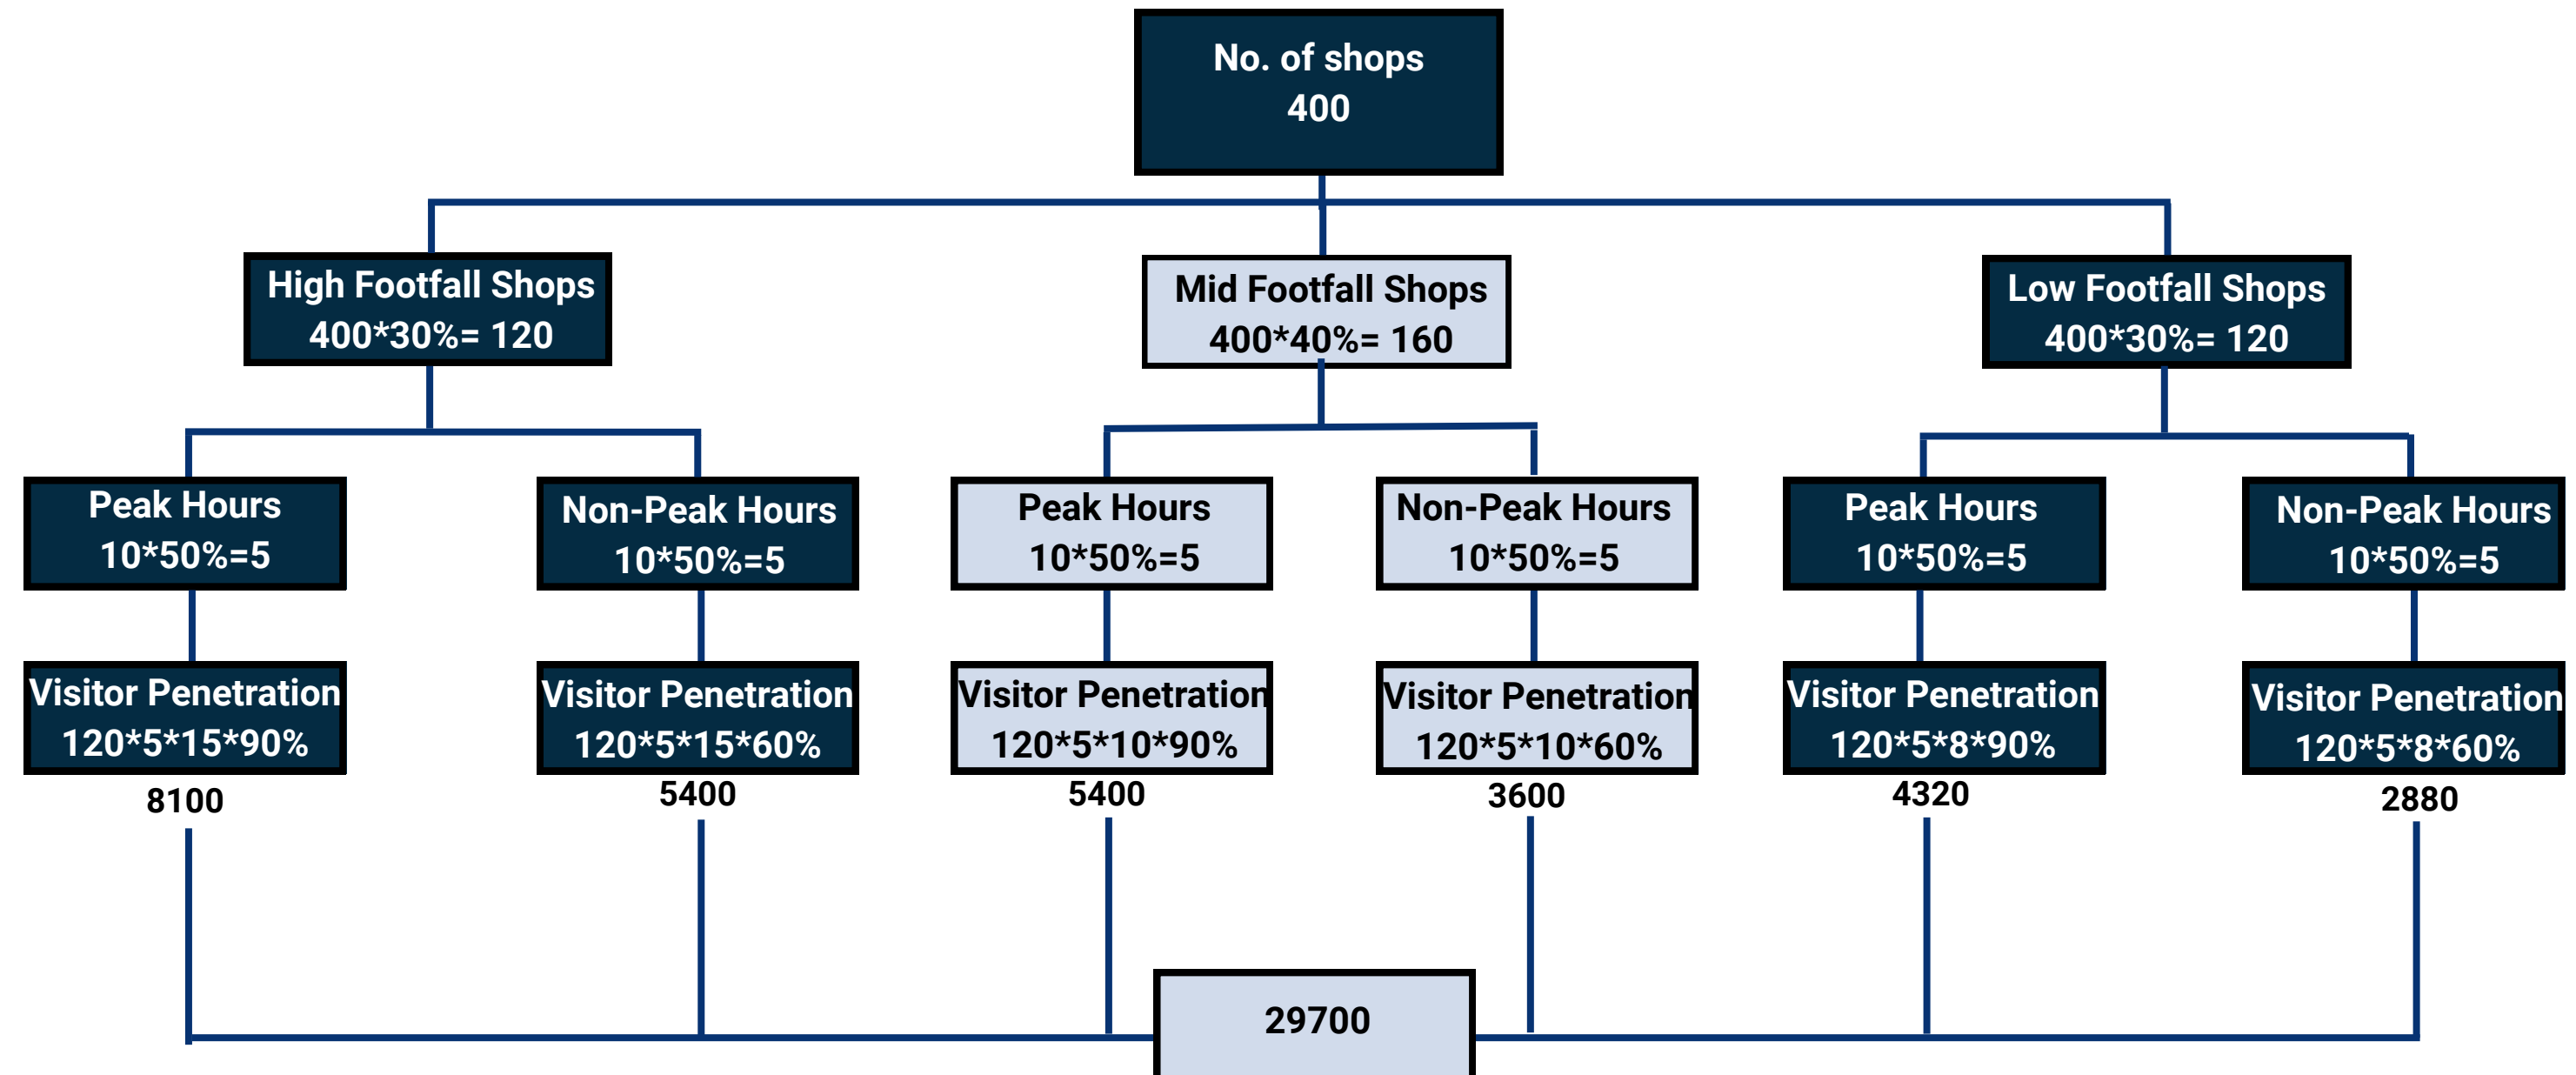 No. of shops
400
High Footfall Shops
400*30%= 120
Mid Footfall Shops
400*40%= 160
Low Footfall Shops
400*30%= 120
Peak Hours
10*50%=5
Non-Peak Hours
10*50%=5
Peak Hours
10*50%=5
Non-Peak Hours
10*50%=5
Peak Hours
10*50%=5
Non-Peak Hours
10*50%=5
Visitor Penetration
120*5*15*90%
Visitor Penetration
120*5*15*60%
Visitor Penetration
120*5*10*90%
Visitor Penetration
120*5*10*60%
Visitor Penetration
120*5*8*90%
Visitor Penetration
120*5*8*60%
8100
5400
5400
3600
4320
2880
29700